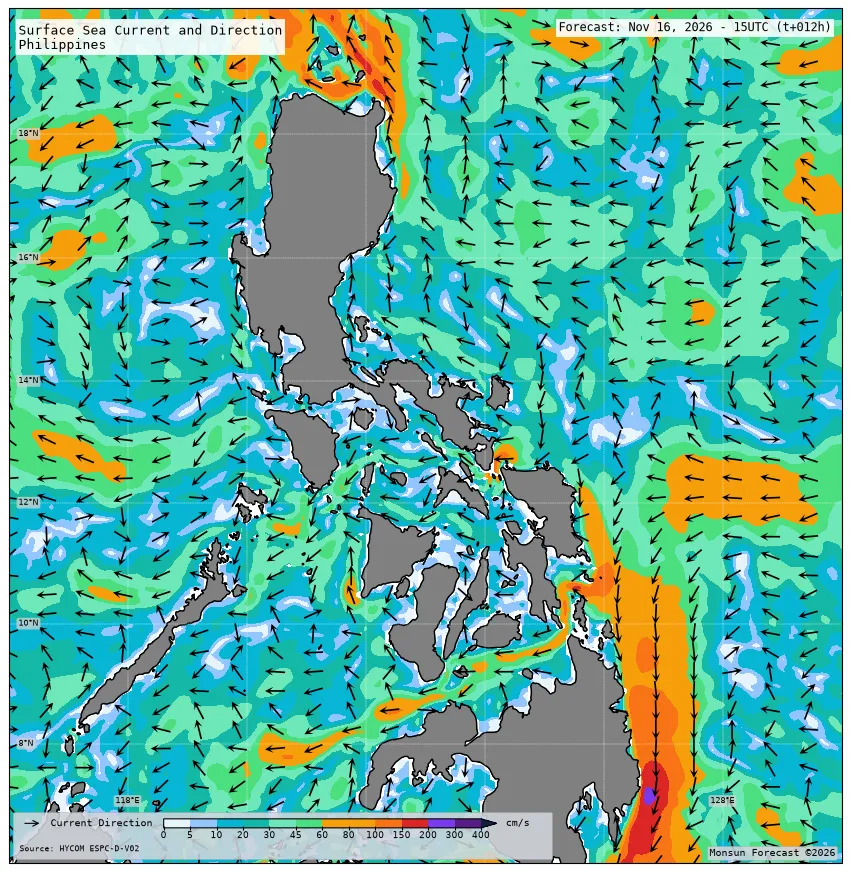 Surface Sea Current and Direction
Philippines
Forecast: Nov 16, 2026 - 15UTC (t+012h)
18°N
16°N
14°N
12°N
10°N
8°N
118°E
128°E
Current Direction
0 5 10 20 30 45 60 80 100 150 200 300 400 cm/s
Source: HYCOM ESPC-D-V02
Monsun Forecast ©2026